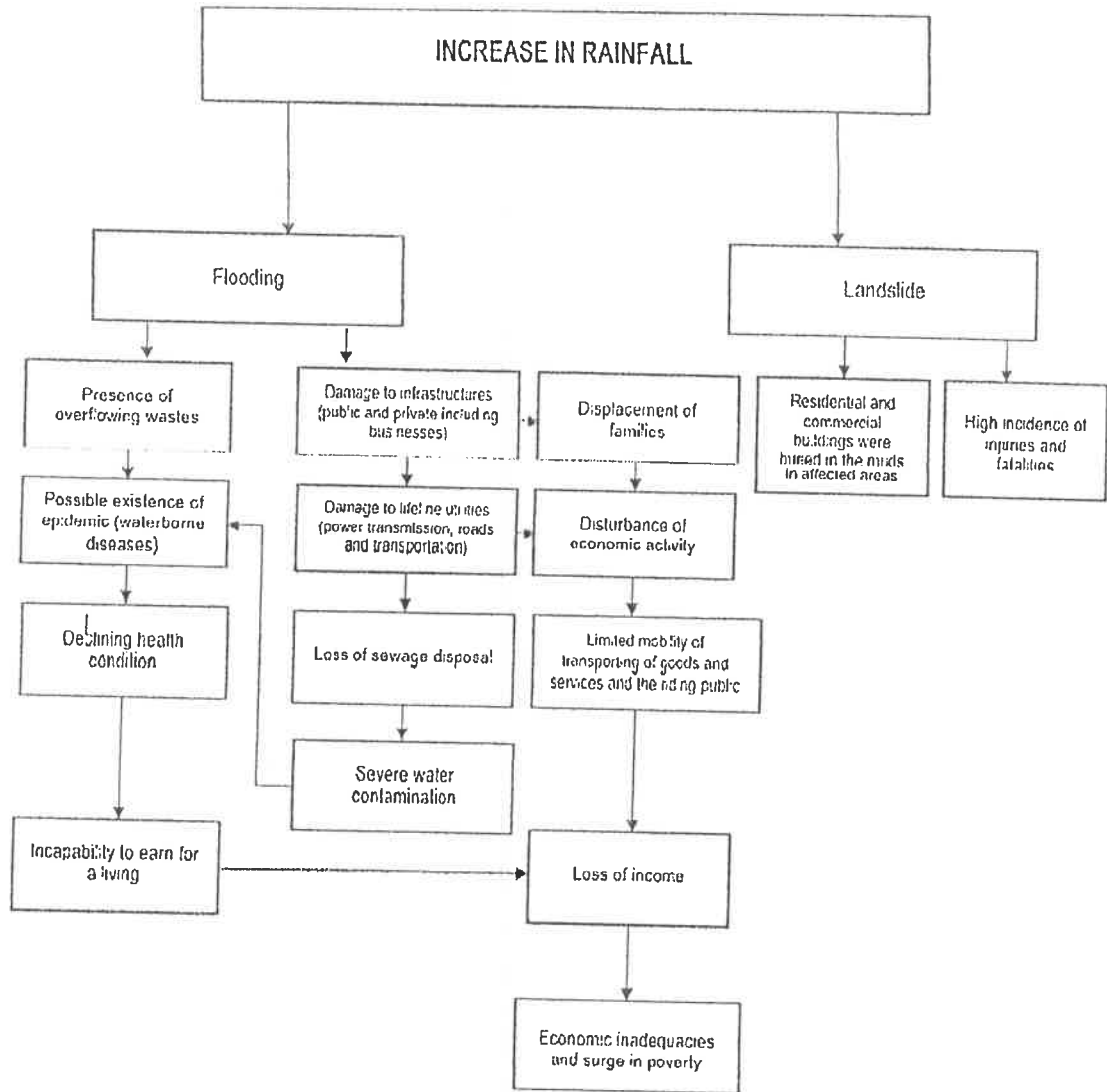 INCREASE IN RAINFALL
Flooding
Landslide
Presence of
overflowing wastes
Damage to infrastructures
(public and private including
businesses)
Displacement of
families
Residential and
commercial
buildings were
buried in the muds
in affected areas
High incidence of
injuries and
fatalities
Possible existence of
epidemic (waterborne
diseases)
Damage to lifeline utilities
(power transmission, roads
and transportation)
Disturbance of
economic activity
Declining health
condition
Loss of sewage disposal
Limited mobility of
transporting of goods and
services and the riding public
Severe water
contamination
Incapability to earn for
a living
Loss of income
Economic inadequacies
and surge in poverty